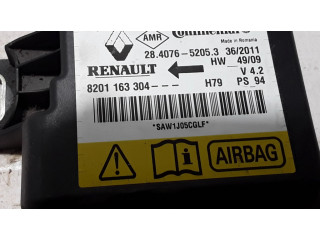 AMR Continental
Made in Romania
28.4076-5205.3 36/2011
RENAULT HW 49/09
V 4.2
8201 163 304--- H79 PS 94
*SAW1J05CGLF*
i AIRBAG